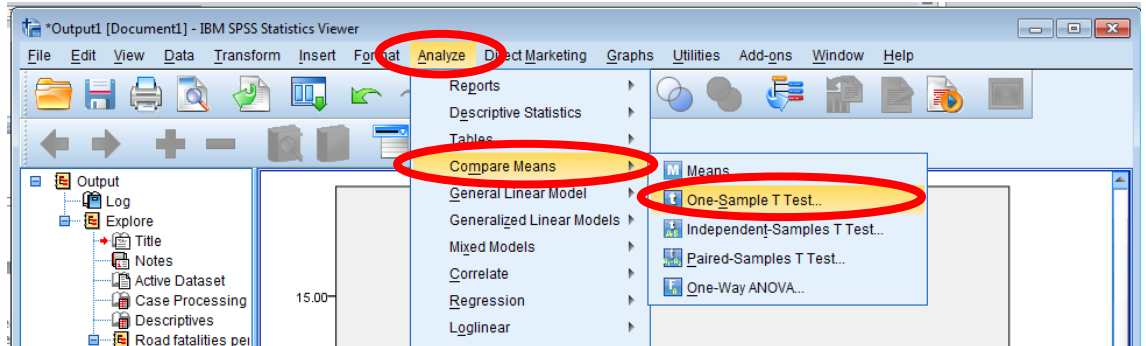 *Output1 [Document1] - IBM SPSS Statistics Viewer
File Edit View Data Transform Insert Format Analyze Direct Marketing Graphs Utilities Add-ons Window Help
Reports
Descriptive Statistics
Tables
Compare Means
General Linear Model
Generalized Linear Models
Mixed Models
Correlate
Regression
Loglinear
Means...
One-Sample T Test...
Independent-Samples T Test...
Paired-Samples T Test...
One-Way ANOVA...
Output
Log
Explore
Title
Notes
Active Dataset
Case Processing
Descriptives
Road fatalities per
15.00